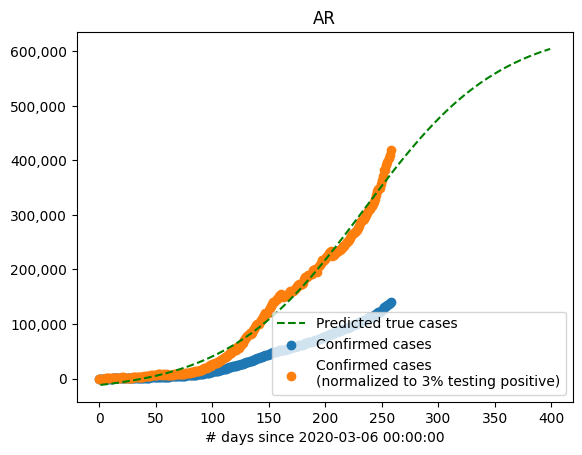 AR
600,000
500,000
400,000
300,000
200,000
100,000
0
Predicted true cases
Confirmed cases
Confirmed cases
(normalized to 3% testing positive)
0 50 100 150 200 250 300 350 400
# days since 2020-03-06 00:00:00